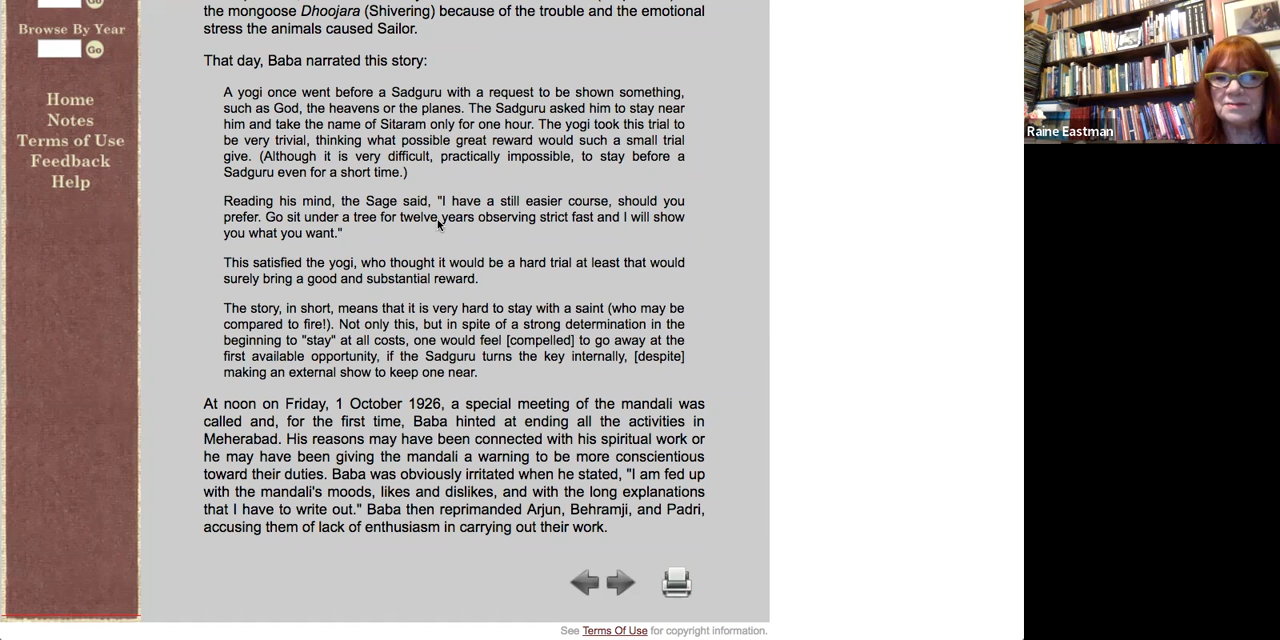 Browse By Year
Go
Home
Notes
Terms of Use
Feedback
Help
the mongoose Dhoojara (Shivering) because of the trouble and the emotional
stress the animals caused Sailor.
That day, Baba narrated this story:
A yogi once went before a Sadguru with a request to be shown something,
such as God, the heavens or the planes. The Sadguru asked him to stay near
him and take the name of Sitaram only for one hour. The yogi took this trial to
be very trivial, thinking what possible great reward would such a small trial
give. (Although it is very difficult, practically impossible, to stay before a
Sadguru even for a short time.)
Reading his mind, the Sage said, "I have a still easier course, should you
prefer. Go sit under a tree for twelve years observing strict fast and I will show
you what you want."
This satisfied the yogi, who thought it would be a hard trial at least that would
surely bring a good and substantial reward.
The story, in short, means that it is very hard to stay with a saint (who may be
compared to fire!). Not only this, but in spite of a strong determination in the
beginning to "stay" at all costs, one would feel [compelled] to go away at the
first available opportunity, if the Sadguru turns the key internally, [despite]
making an external show to keep one near.
At noon on Friday, 1 October 1926, a special meeting of the mandali was
called and, for the first time, Baba hinted at ending all the activities in
Meherabad. His reasons may have been connected with his spiritual work or
he may have been giving the mandali a warning to be more conscientious
toward their duties. Baba was obviously irritated when he stated, "I am fed up
with the mandali's moods, likes and dislikes, and with the long explanations
that I have to write out." Baba then reprimanded Arjun, Behramji, and Padri,
accusing them of lack of enthusiasm in carrying out their work.
See Terms Of Use for copyright information.
Raine Eastman